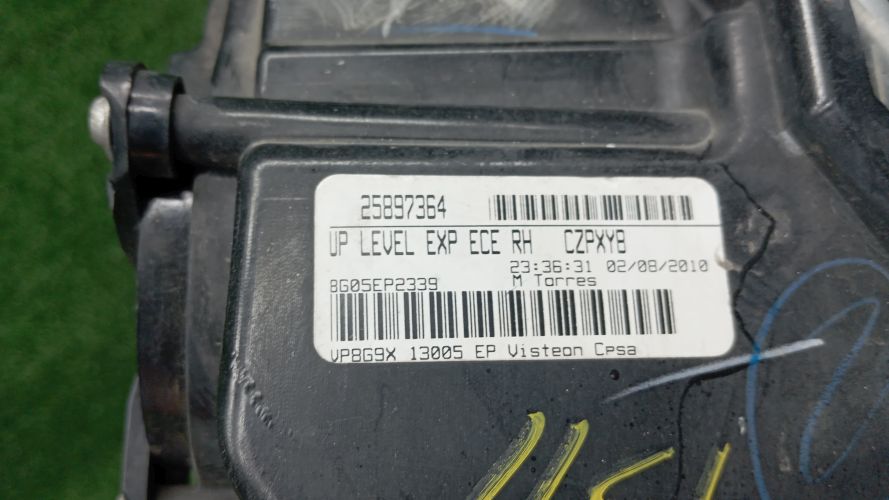 25897364
UP LEVEL EXP ECE RH CZPXYB
23:36:31 02/08/2010
8G05EP2339 M Torres
VP8G9X 13005 EP Visteon Cpsa